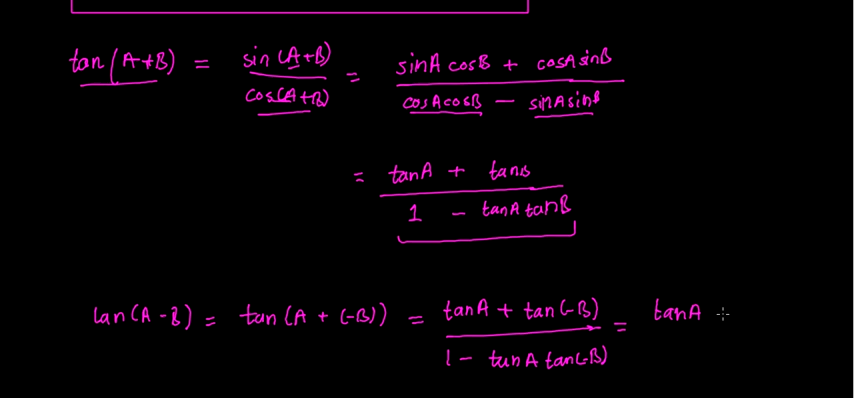 tan(A+B) = sin(A+B)/cos(A+B) = (sinA cosB + cosA sinB)/(cosA cosB - sinA sinB)
= (tanA + tanB)/(1 - tanA tanB)
tan(A-B) = tan(A + (-B)) = (tanA + tan(-B))/(1 - tanA tan(-B)) = tanA